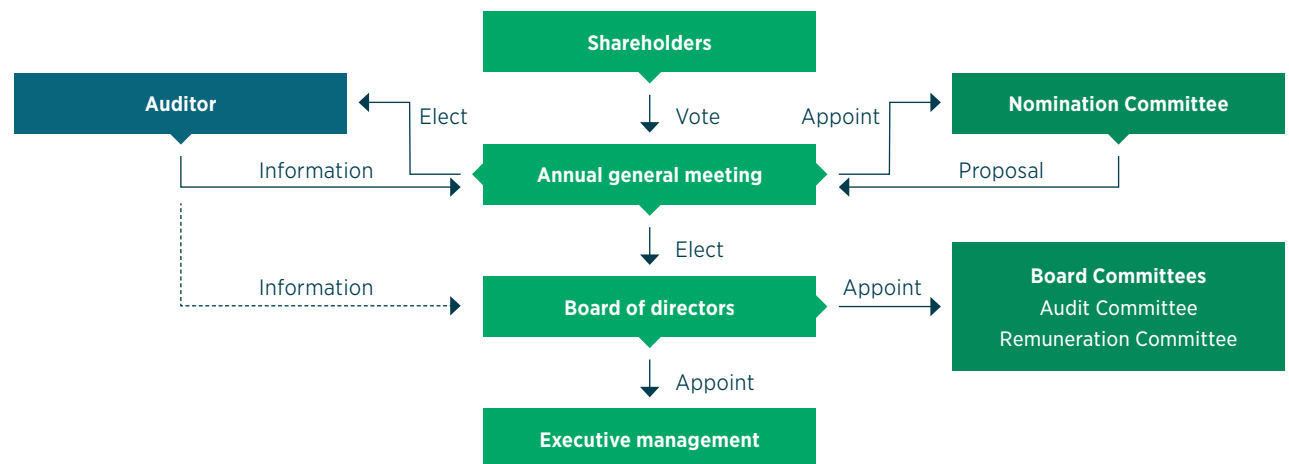 Shareholders
Auditor
Nomination Committee
Elect
Vote
Appoint
Information
Annual general meeting
Proposal
Elect
Information
Board of directors
Appoint
Board Committees
Audit Committee
Remuneration Committee
Appoint
Executive management